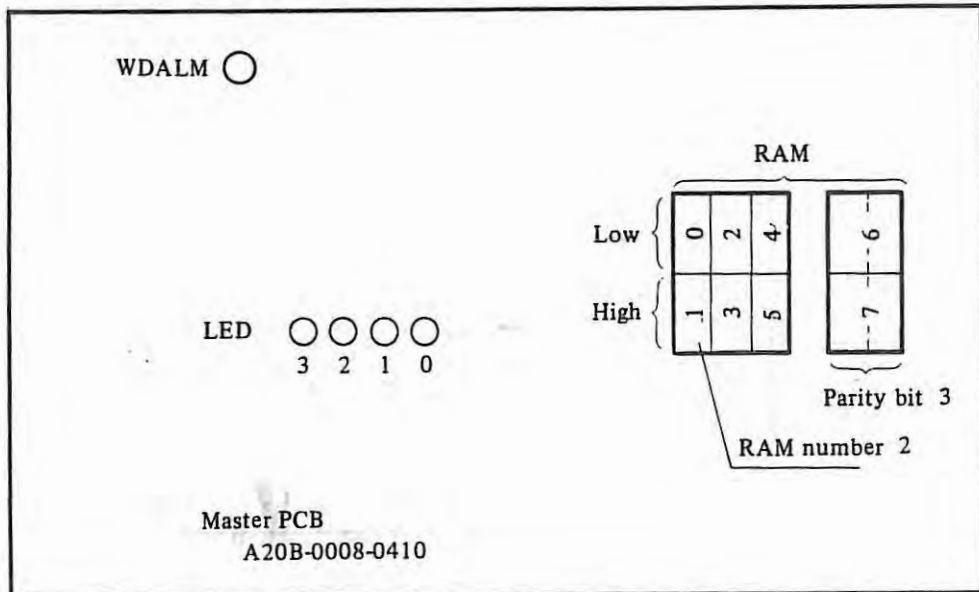 WDALM
RAM
Low
0 2 4 6
High
1 3 5 7
LED
3 2 1 0
Parity bit 3
RAM number 2
Master PCB
A20B-0008-0410